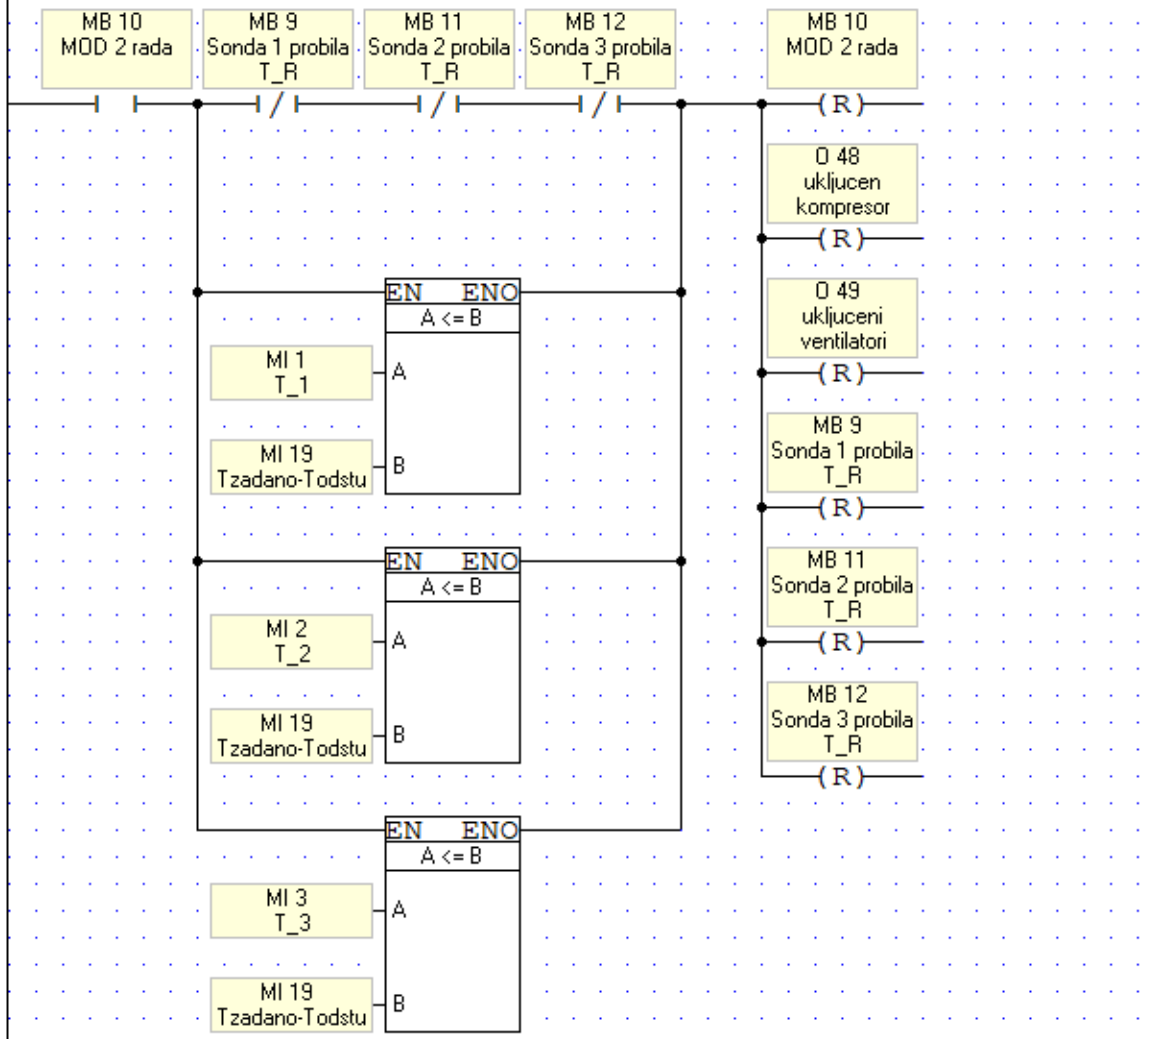 MB 10
MOD 2 rada
MB 9
Sonda 1 probila
T_R
MB 11
Sonda 2 probila
T_R
MB 12
Sonda 3 probila
T_R
MB 10
MOD 2 rada
(R)
O 48
ukljucen
kompresor
(R)
O 49
ukljuceni
ventilatori
(R)
MB 9
Sonda 1 probila
T_R
(R)
MB 11
Sonda 2 probila
T_R
(R)
MB 12
Sonda 3 probila
T_R
(R)
EN ENO
A <= B
MI 1
T_1
A
MI 19
Tzadano-Todstu
B
EN ENO
A <= B
MI 2
T_2
A
MI 19
Tzadano-Todstu
B
EN ENO
A <= B
MI 3
T_3
A
MI 19
Tzadano-Todstu
B